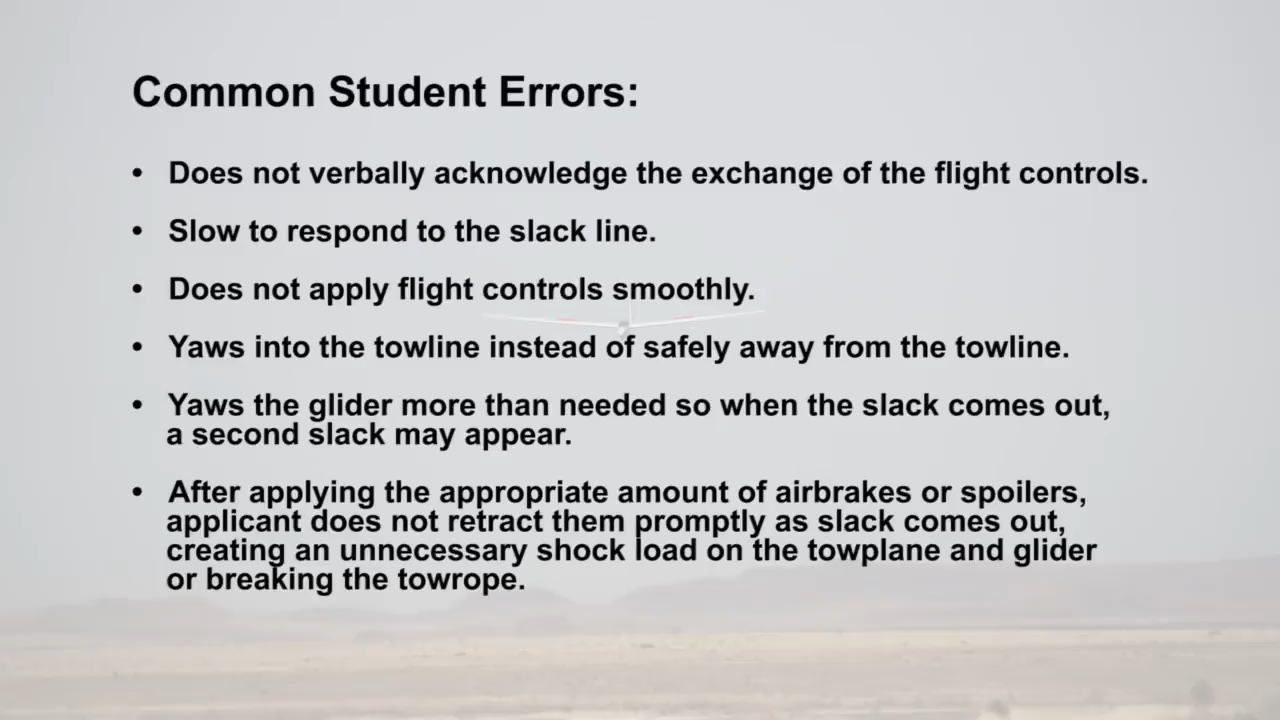 Common Student Errors:
• Does not verbally acknowledge the exchange of the flight controls.
• Slow to respond to the slack line.
• Does not apply flight controls smoothly.
• Yaws into the towline instead of safely away from the towline.
• Yaws the glider more than needed so when the slack comes out,
a second slack may appear.
• After applying the appropriate amount of airbrakes or spoilers,
applicant does not retract them promptly as slack comes out,
creating an unnecessary shock load on the towplane and glider
or breaking the towrope.